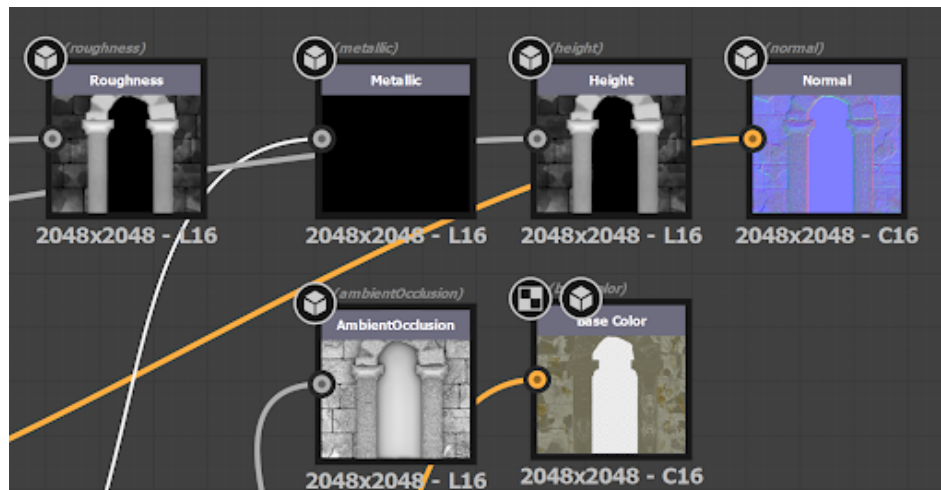 (roughness)
(metallic)
(height)
(normal)
Roughness
Metallic
Height
Normal
2048x2048 - L16
2048x2048 - L16
2048x2048 - L16
2048x2048 - C16
(ambientOcclusion)
AmbientOcclusion
Base Color
2048x2048 - L16
2048x2048 - C16